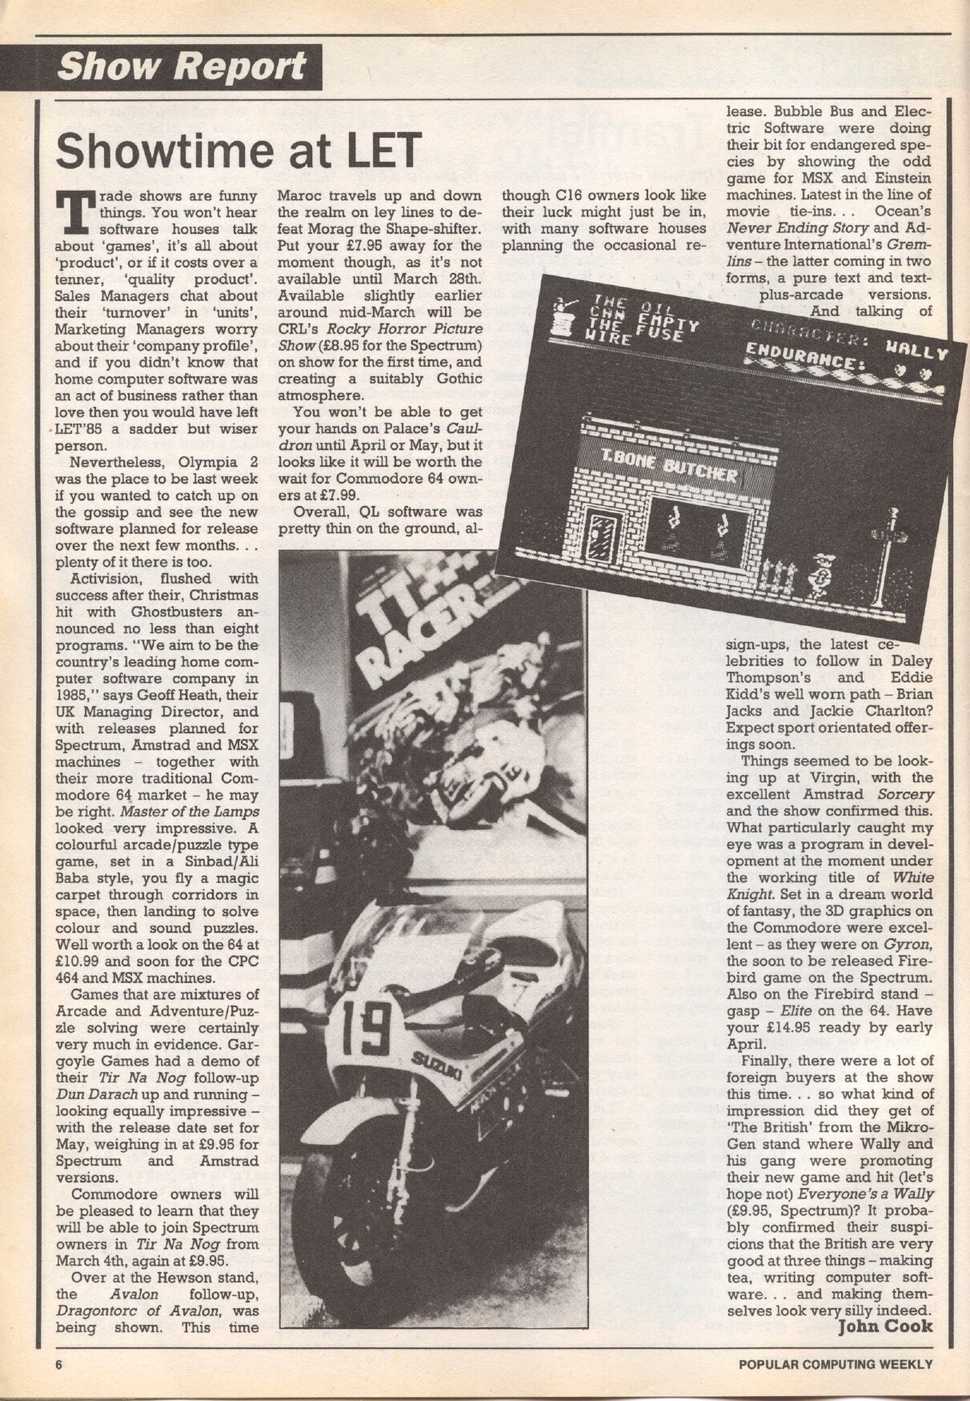 Show Report
Showtime at LET
Trade shows are funny
things. You won't hear
software houses talk
about 'games', it's all about
'product', or if it costs over a
tenner, 'quality product'.
Sales Managers chat about
their 'turnover' in 'units',
Marketing Managers worry
about their 'company profile',
and if you didn't know that
home computer software was
an act of business rather than
love then you would have left
LET'85 a sadder but wiser
person.
Nevertheless, Olympia 2
was the place to be last week
if you wanted to catch up on
the gossip and see the new
software planned for release
over the next few months. . .
plenty of it there is too.
Activision, flushed with
success after their, Christmas
hit with Ghostbusters an-
nounced no less than eight
programs. "We aim to be the
country's leading home com-
puter software company in
1985," says Geoff Heath, their
UK Managing Director, and
with releases planned for
Spectrum, Amstrad and MSX
machines – together with
their more traditional Com-
modore 64 market – he may
be right. Master of the Lamps
looked very impressive. A
colourful arcade/puzzle type
game, set in a Sinbad/Ali
Baba style, you fly a magic
carpet through corridors in
space, then landing to solve
colour and sound puzzles.
Well worth a look on the 64 at
£10.99 and soon for the CPC
464 and MSX machines.
Games that are mixtures of
Arcade and Adventure/Puz-
zle solving were certainly
very much in evidence. Gar-
goyle Games had a demo of
their Tir Na Nog follow-up
Dun Darach up and running –
looking equally impressive –
with the release date set for
May, weighing in at £9.95 for
Spectrum and Amstrad
versions.
Commodore owners will
be pleased to learn that they
will be able to join Spectrum
owners in Tir Na Nog from
March 4th, again at £9.95.
Over at the Hewson stand,
the Avalon follow-up,
Dragontorc of Avalon, was
being shown. This time
Maroc travels up and down
the realm on ley lines to de-
feat Morag the Shape-shifter.
Put your £7.95 away for the
moment though, as it's not
available until March 28th.
Available slightly earlier
around mid-March will be
CRL's Rocky Horror Picture
Show (£8.95 for the Spectrum)
on show for the first time, and
creating a suitably Gothic
atmosphere.
You won't be able to get
your hands on Palace's Caul-
dron until April or May, but it
looks like it will be worth the
wait for Commodore 64 own-
ers at £7.99.
Overall, QL software was
pretty thin on the ground, al-
TT
RACER
19
SUZUKI
though C16 owners look like
their luck might just be in,
with many software houses
planning the occasional re-
THE OIL
CAN EMPTY
THE FUSE
WIRE
CHARACTER: WALLY
ENDURANCE:
T.BONE BUTCHER
lease. Bubble Bus and Elec-
tric Software were doing
their bit for endangered spe-
cies by showing the odd
game for MSX and Einstein
machines. Latest in the line of
movie tie-ins. . . Ocean's
Never Ending Story and Ad-
venture International's Grem-
lins – the latter coming in two
forms, a pure text and text-
plus-arcade versions.
And talking of
sign-ups, the latest ce-
lebrities to follow in Daley
Thompson's and Eddie
Kidd's well worn path – Brian
Jacks and Jackie Charlton?
Expect sport orientated offer-
ings soon.
Things seemed to be look-
ing up at Virgin, with the
excellent Amstrad Sorcery
and the show confirmed this.
What particularly caught my
eye was a program in devel-
opment at the moment under
the working title of White
Knight. Set in a dream world
of fantasy, the 3D graphics on
the Commodore were excel-
lent – as they were on Gyron,
the soon to be released Fire-
bird game on the Spectrum.
Also on the Firebird stand –
gasp – Elite on the 64. Have
your £14.95 ready by early
April.
Finally, there were a lot of
foreign buyers at the show
this time. . . so what kind of
impression did they get of
'The British' from the Mikro-
Gen stand where Wally and
his gang were promoting
their new game and hit (let's
hope not) Everyone's a Wally
(£9.95, Spectrum)? It proba-
bly confirmed their suspi-
cions that the British are very
good at three things – making
tea, writing computer soft-
ware. . . and making them-
selves look very silly indeed.
John Cook
6
POPULAR COMPUTING WEEKLY